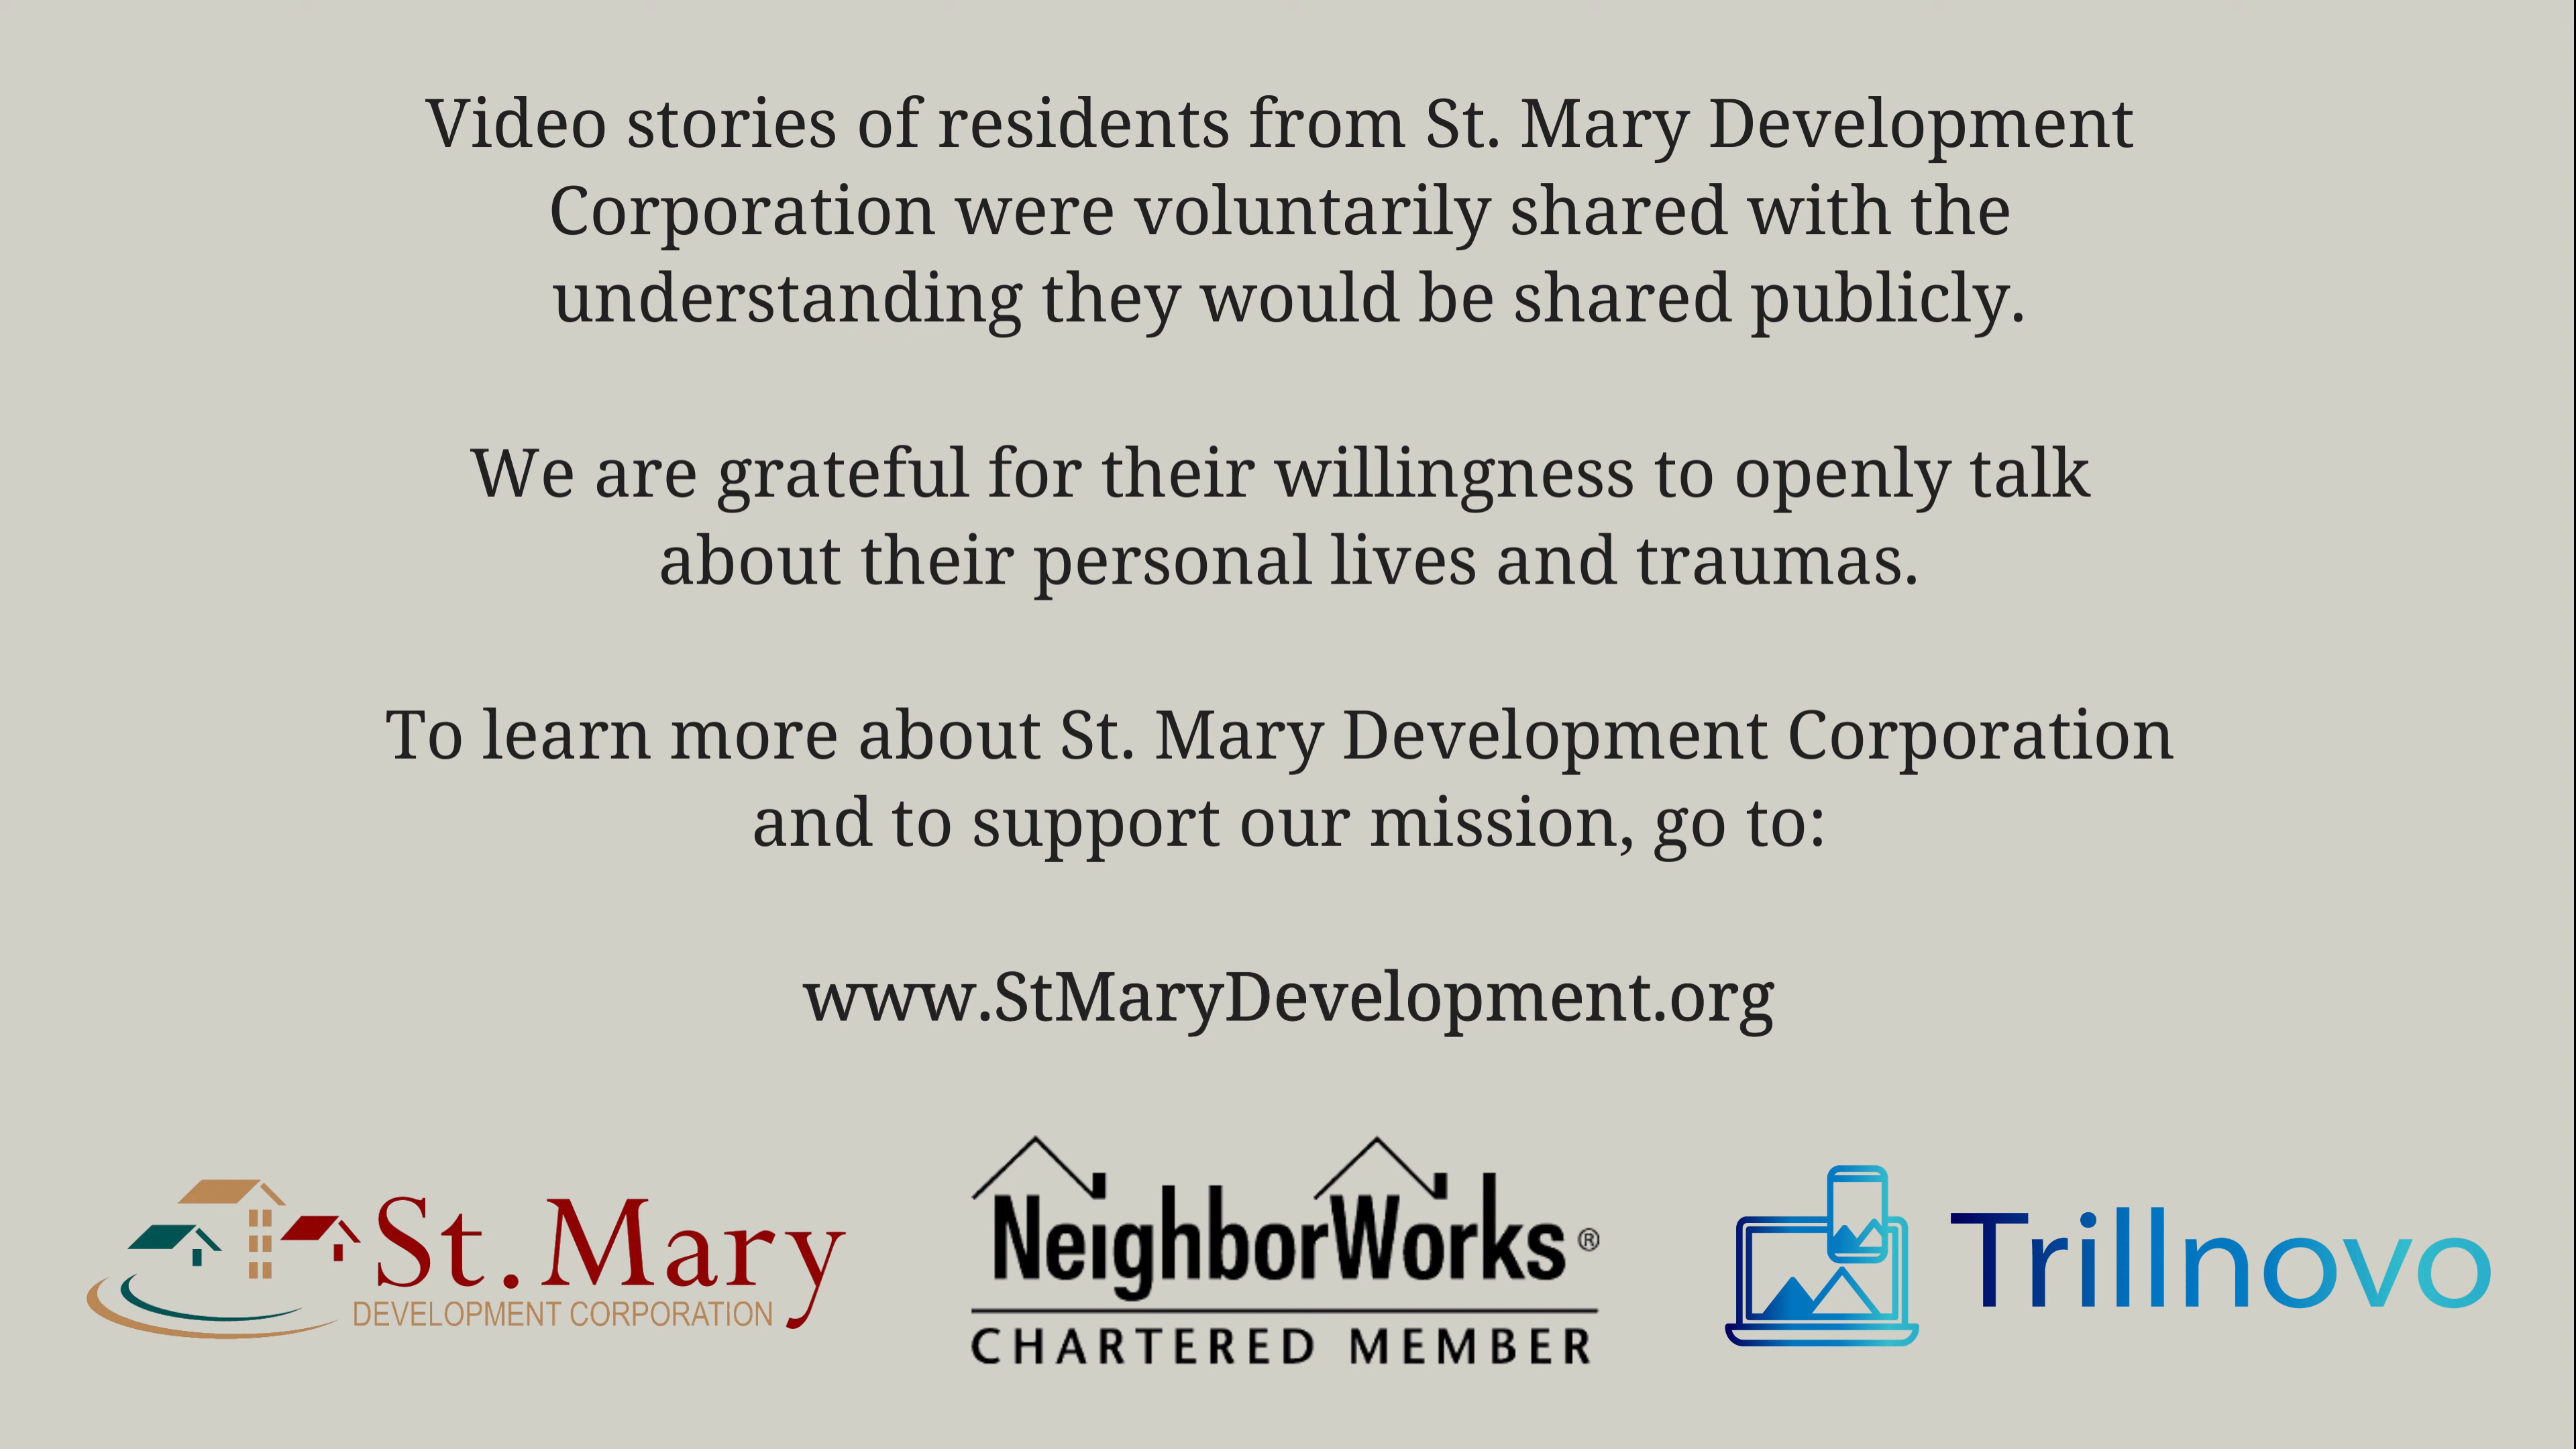 Video stories of residents from St. Mary Development
Corporation were voluntarily shared with the
understanding they would be shared publicly.
We are grateful for their willingness to openly talk
about their personal lives and traumas.
To learn more about St. Mary Development Corporation
and to support our mission, go to:
www.StMaryDevelopment.org
St. Mary
DEVELOPMENT CORPORATION
NeighborWorks®
CHARTERED MEMBER
Trillnovo